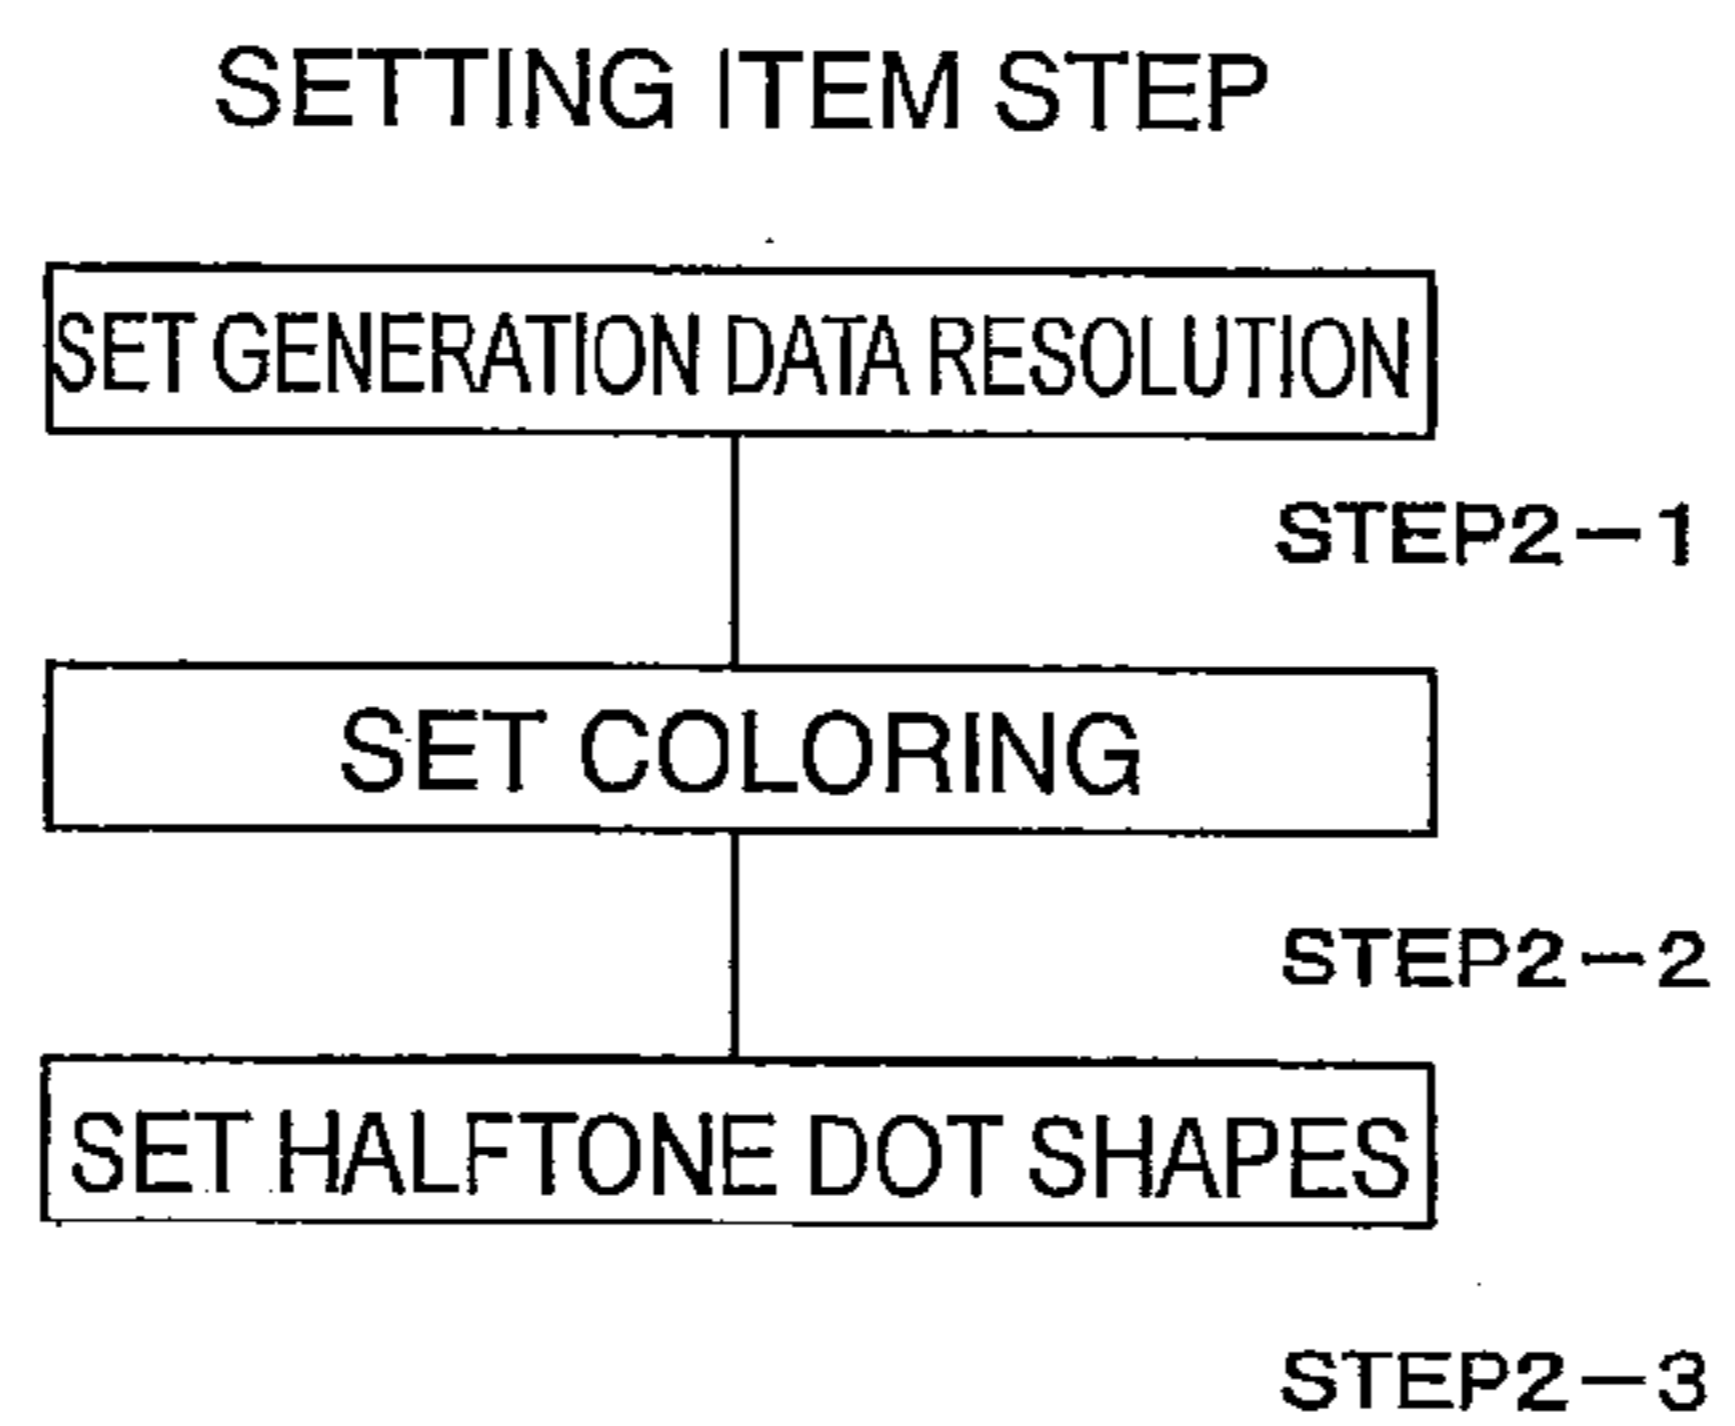 SETTING ITEM STEP
SET GENERATION DATA RESOLUTION
STEP2-1
SET COLORING
STEP2-2
SET HALFTONE DOT SHAPES
STEP2-3